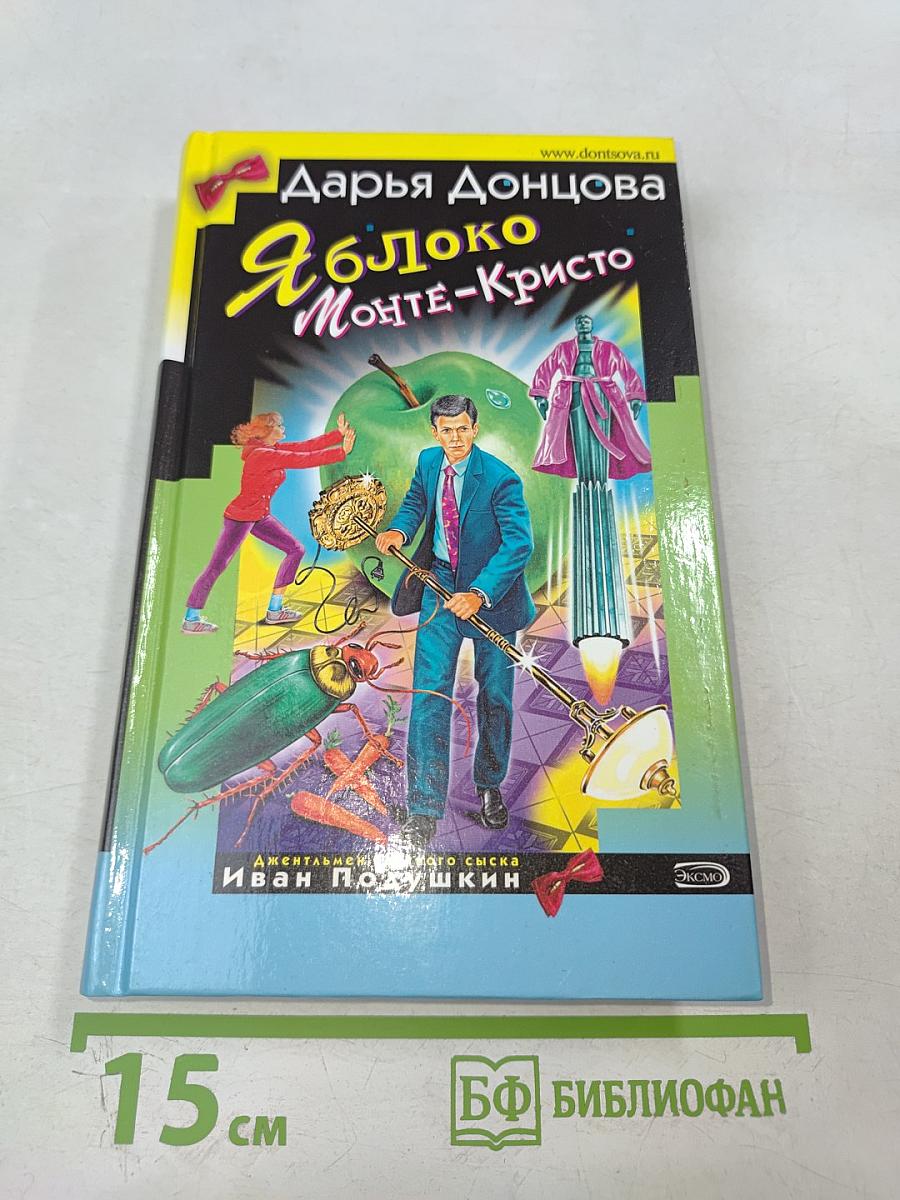 www.dontsova.ru
Дарья Донцова
Яблоко
Монте-Кристо
Джентльмен сыска
Иван Подушкин
ЭКСМО
15 см
БФ БИБЛИОФАН